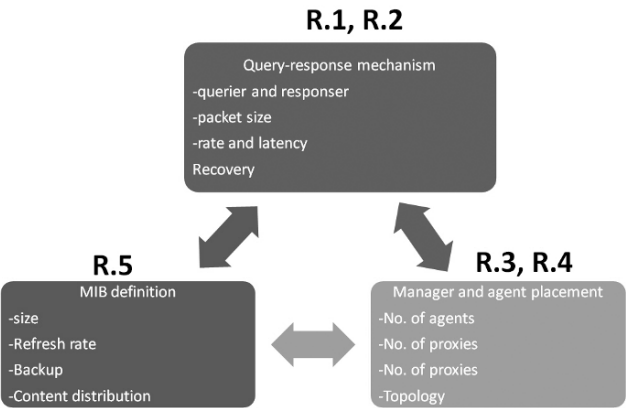 R.1, R.2
Query-response mechanism
-querier and responser
-packet size
-rate and latency
Recovery
R.5
MIB definition
-size
-Refresh rate
-Backup
-Content distribution
R.3, R.4
Manager and agent placement
-No. of agents
-No. of proxies
-No. of proxies
-Topology